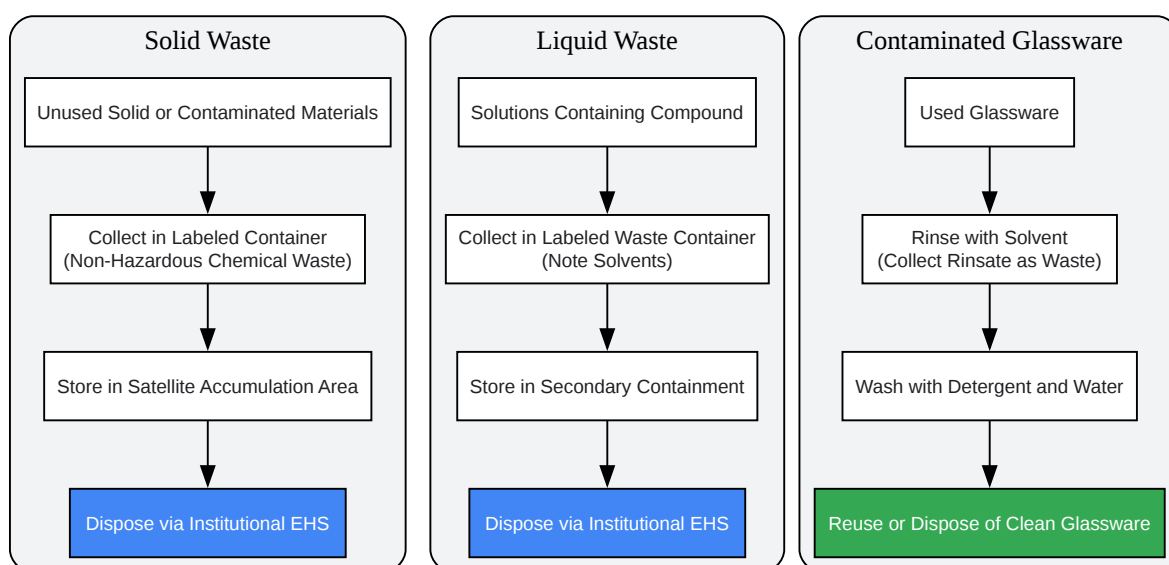 Solid Waste
Unused Solid or Contaminated Materials
Collect in Labeled Container
(Non-Hazardous Chemical Waste)
Store in Satellite Accumulation Area
Dispose via Institutional EHS
Liquid Waste
Solutions Containing Compound
Collect in Labeled Waste Container
(Note Solvents)
Store in Secondary Containment
Dispose via Institutional EHS
Contaminated Glassware
Used Glassware
Rinse with Solvent
(Collect Rinsate as Waste)
Wash with Detergent and Water
Reuse or Dispose of Clean Glassware